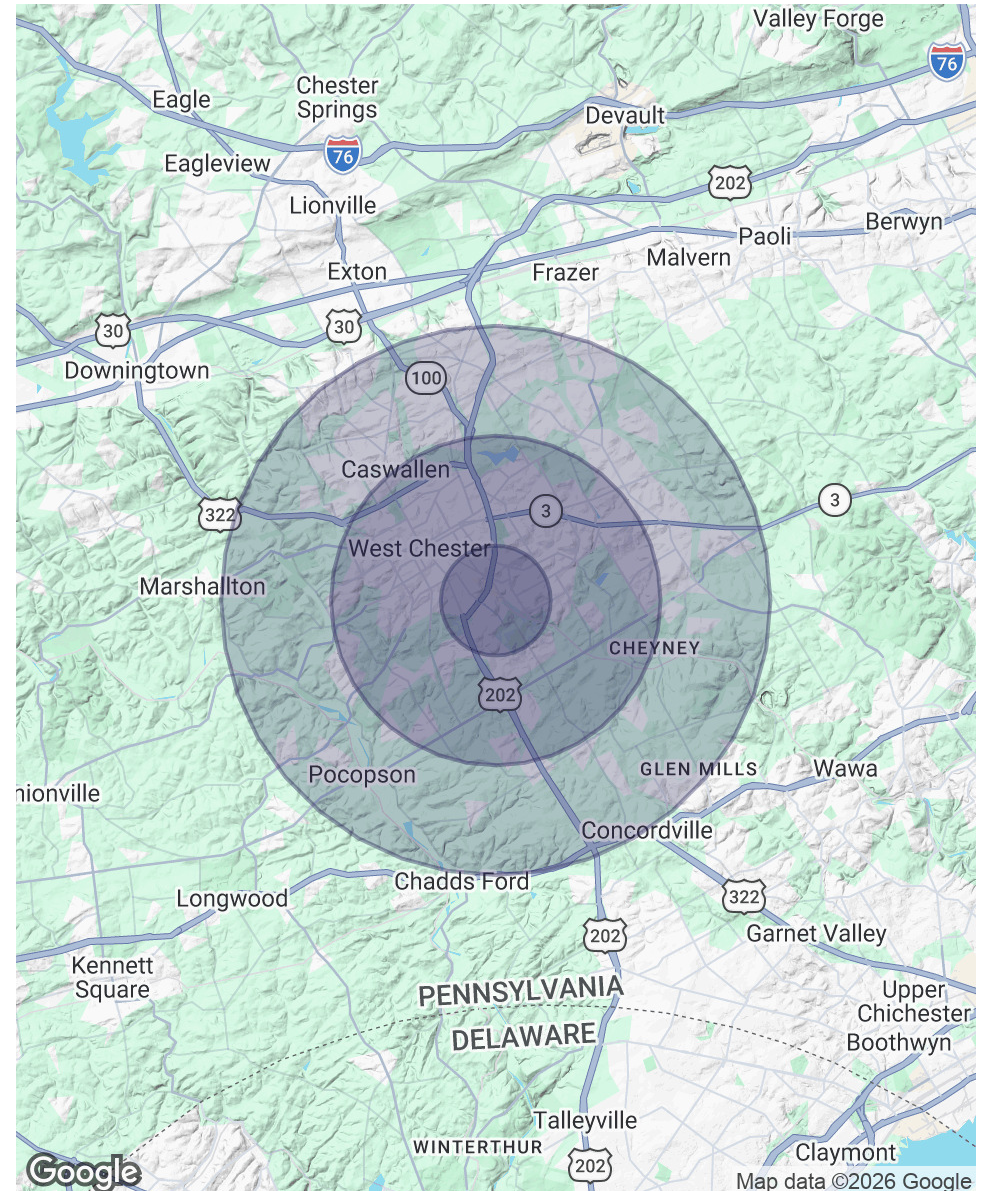 Valley Forge
76
Chester
Springs
Eagle
Devault
76
Eagleview
202
Lionville
Berwyn
Paoli
Malvern
Exton
Frazer
30
30
Downingtown
100
Caswallen
3
3
322
West Chester
Marshallton
CHEYNEY
202
GLEN MILLS
Wawa
Pocopson
nionville
Concordville
Chadds Ford
322
Longwood
202
Garnet Valley
Kennett
Square
PENNSYLVANIA
Upper
Chichester
DELAWARE
Boothwyn
Talleyville
WINTERTHUR
Claymont
202
Google
Map data ©2026 Google